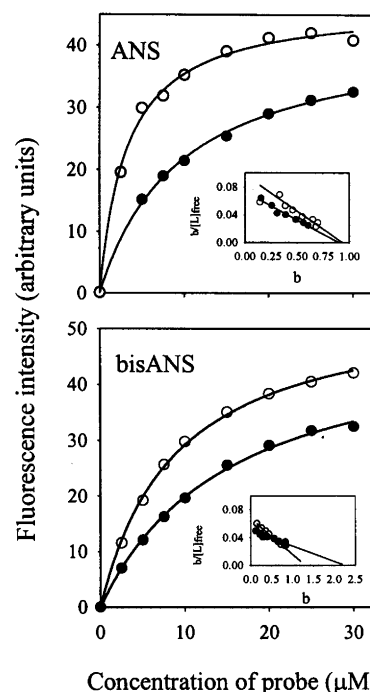 Fluorescence intensity (arbitrary units)
ANS
40
30
20
10
0
b/[L]free
0.08
0.04
0.00
0.00 0.25 0.50 0.75 1.00
b
bisANS
50
40
30
20
10
0
b/[L]free
0.12
0.08
0.04
0.00
0.0 0.5 1.0 1.5 2.0 2.5
b
0 10 20 30
Concentration of probe (μM